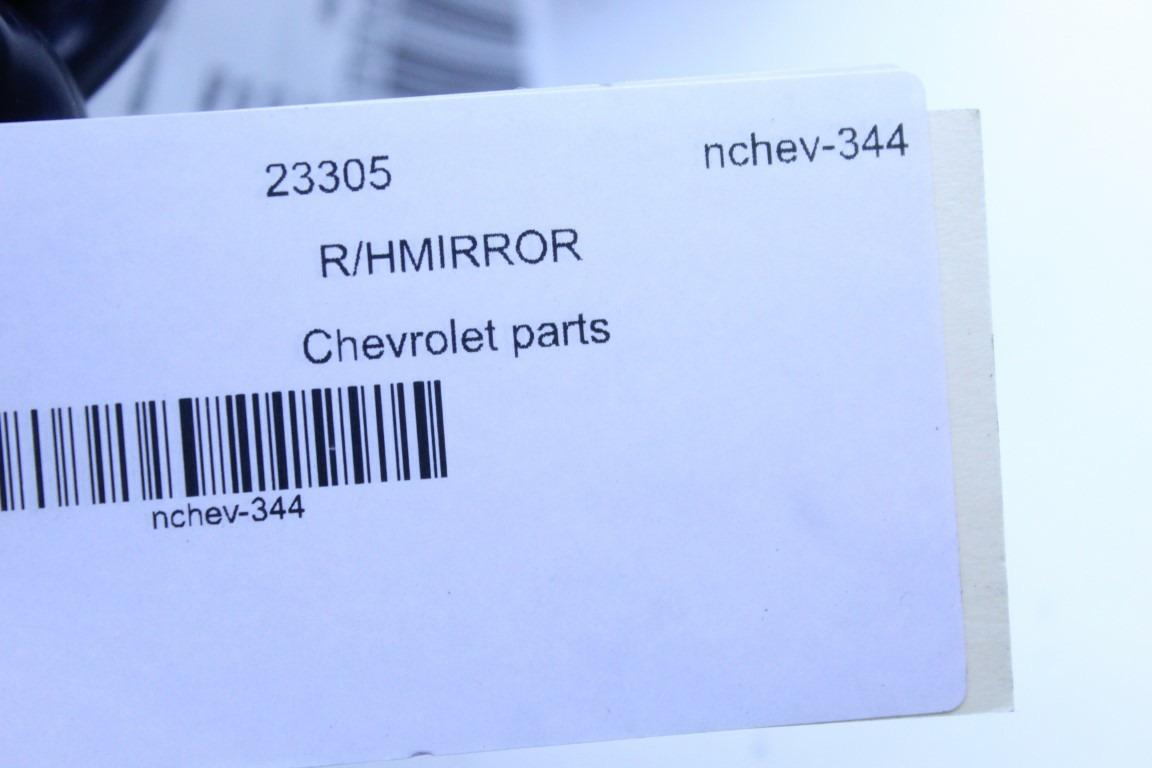 23305 nchev-344
R/HMIRROR
Chevrolet parts
nchev-344